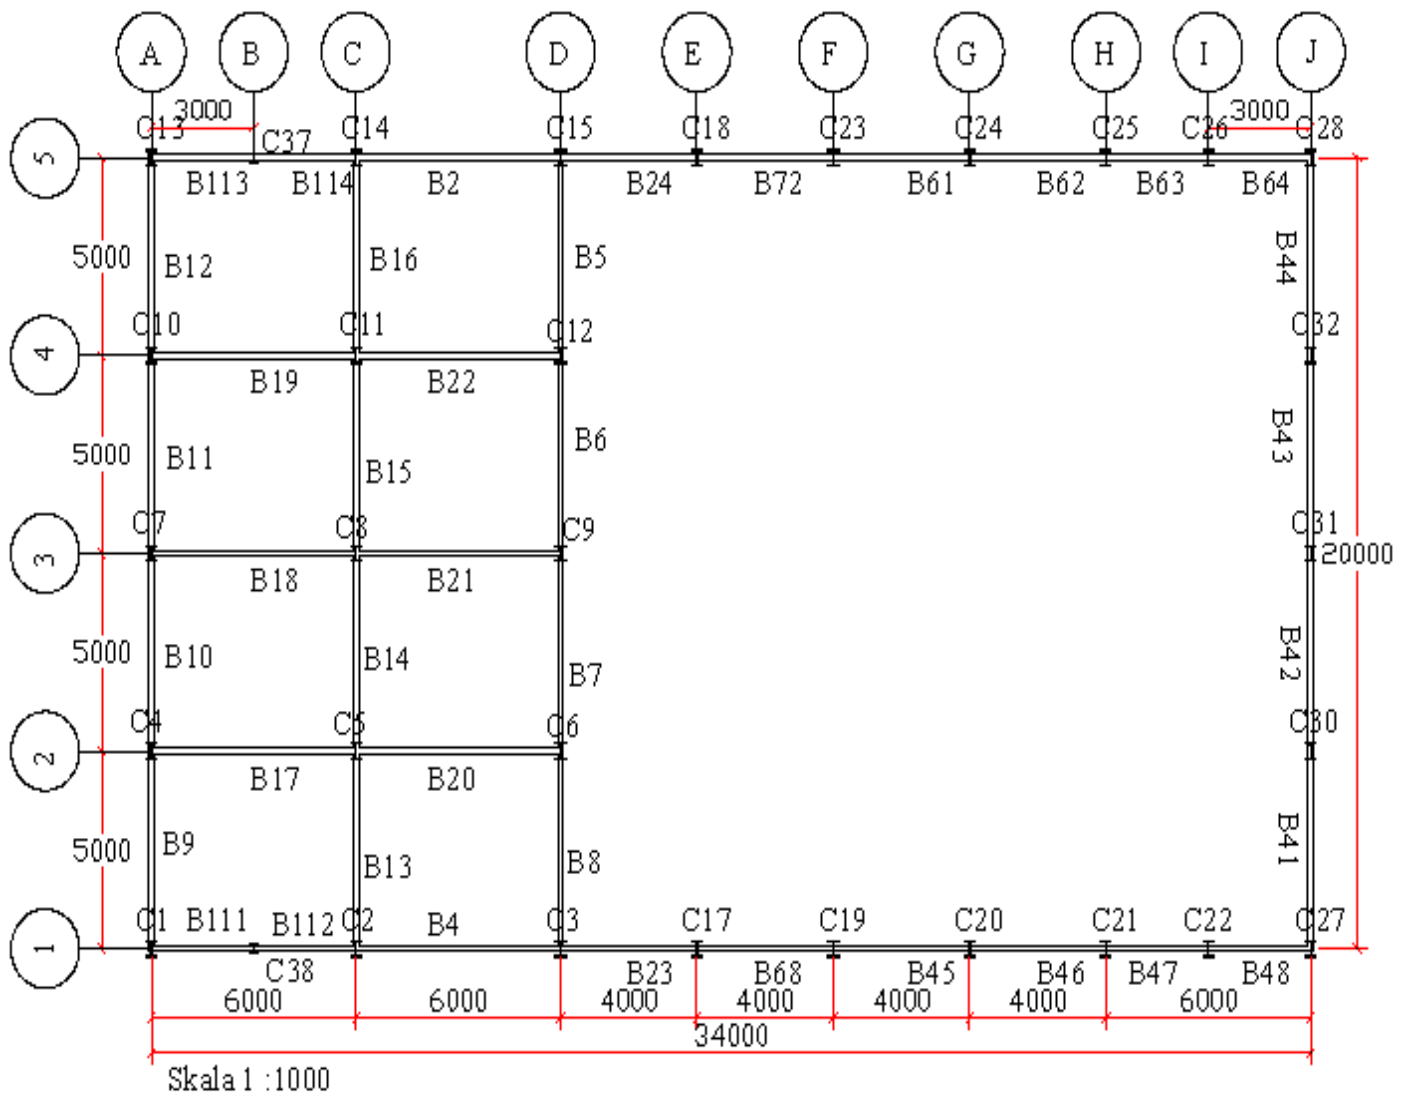 A B C D E F G H I J
3000 3000
C13 C37 C14 C15 C18 C23 C24 C25 C26 C28
5
B113 B114 B2 B24 B72 B61 B62 B63 B64
5000 B12 B16 B5 B44
C10 C11 C12 C32
4
B19 B22
5000 B11 B15 B6 B43
C7 C8 C9 C31
3 20000
B18 B21
5000 B10 B14 B7 B42
C4 C5 C6 C30
2
B17 B20
5000 B9 B13 B8 B41
C1 B111 B112 C2 B4 C3 C17 C19 C20 C21 C22 C27
1
C38 B23 B68 B45 B46 B47 B48
6000 6000 4000 4000 4000 4000 6000
34000
Skala 1 :1000